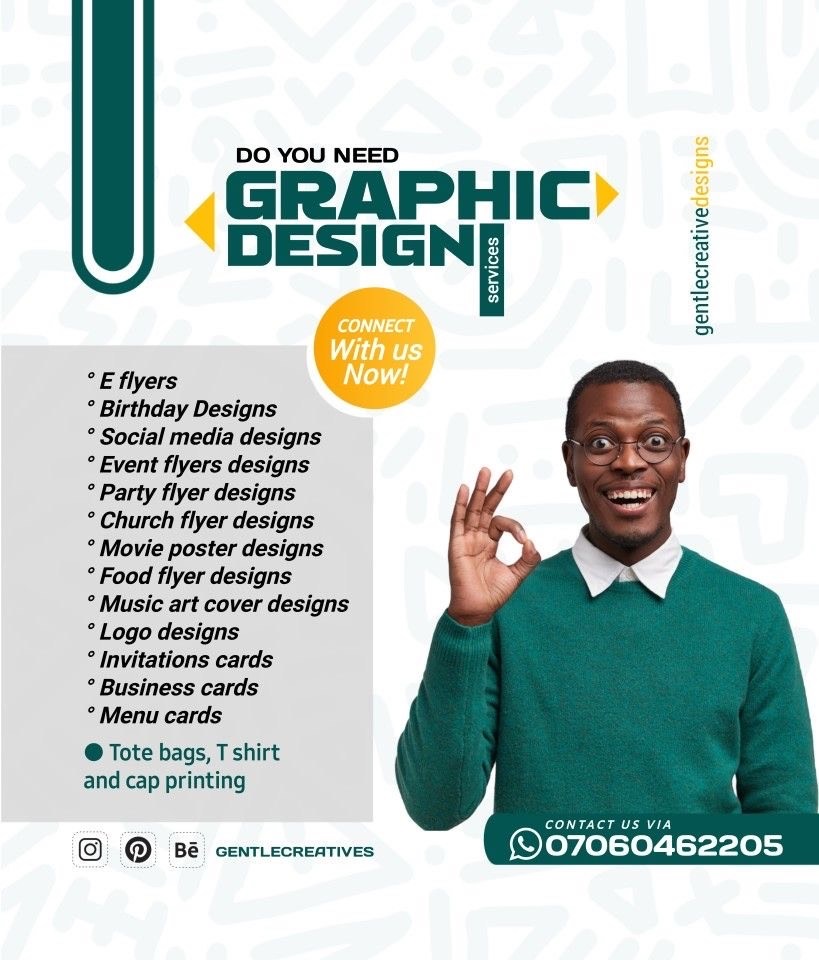 DO YOU NEED
GRAPHIC
DESIGN
services
gentlecreativedesigns
CONNECT
With us
Now!
° E flyers
° Birthday Designs
° Social media designs
° Event flyers designs
° Party flyer designs
° Church flyer designs
° Movie poster designs
° Food flyer designs
° Music art cover designs
° Logo designs
° Invitations cards
° Business cards
° Menu cards
● Tote bags, T shirt
and cap printing
Bē GENTLECREATIVES
CONTACT US VIA
07060462205